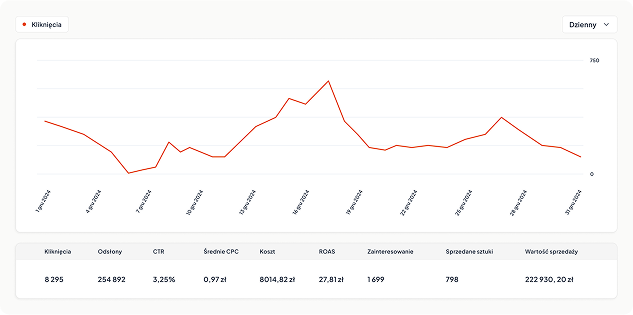 Kliknięcia
Dzienny
750
0
1 gru 2024
4 gru 2024
7 gru 2024
10 gru 2024
13 gru 2024
16 gru 2024
19 gru 2024
22 gru 2024
25 gru 2024
28 gru 2024
31 gru 2024
Kliknięcia Odsłony CTR Średnie CPC Koszt ROAS Zainteresowanie Sprzedane sztuki Wartość sprzedaży
8 295 254 892 3,25% 0,97 zł 8014,82 zł 27,81 zł 1 699 798 222 930, 20 zł